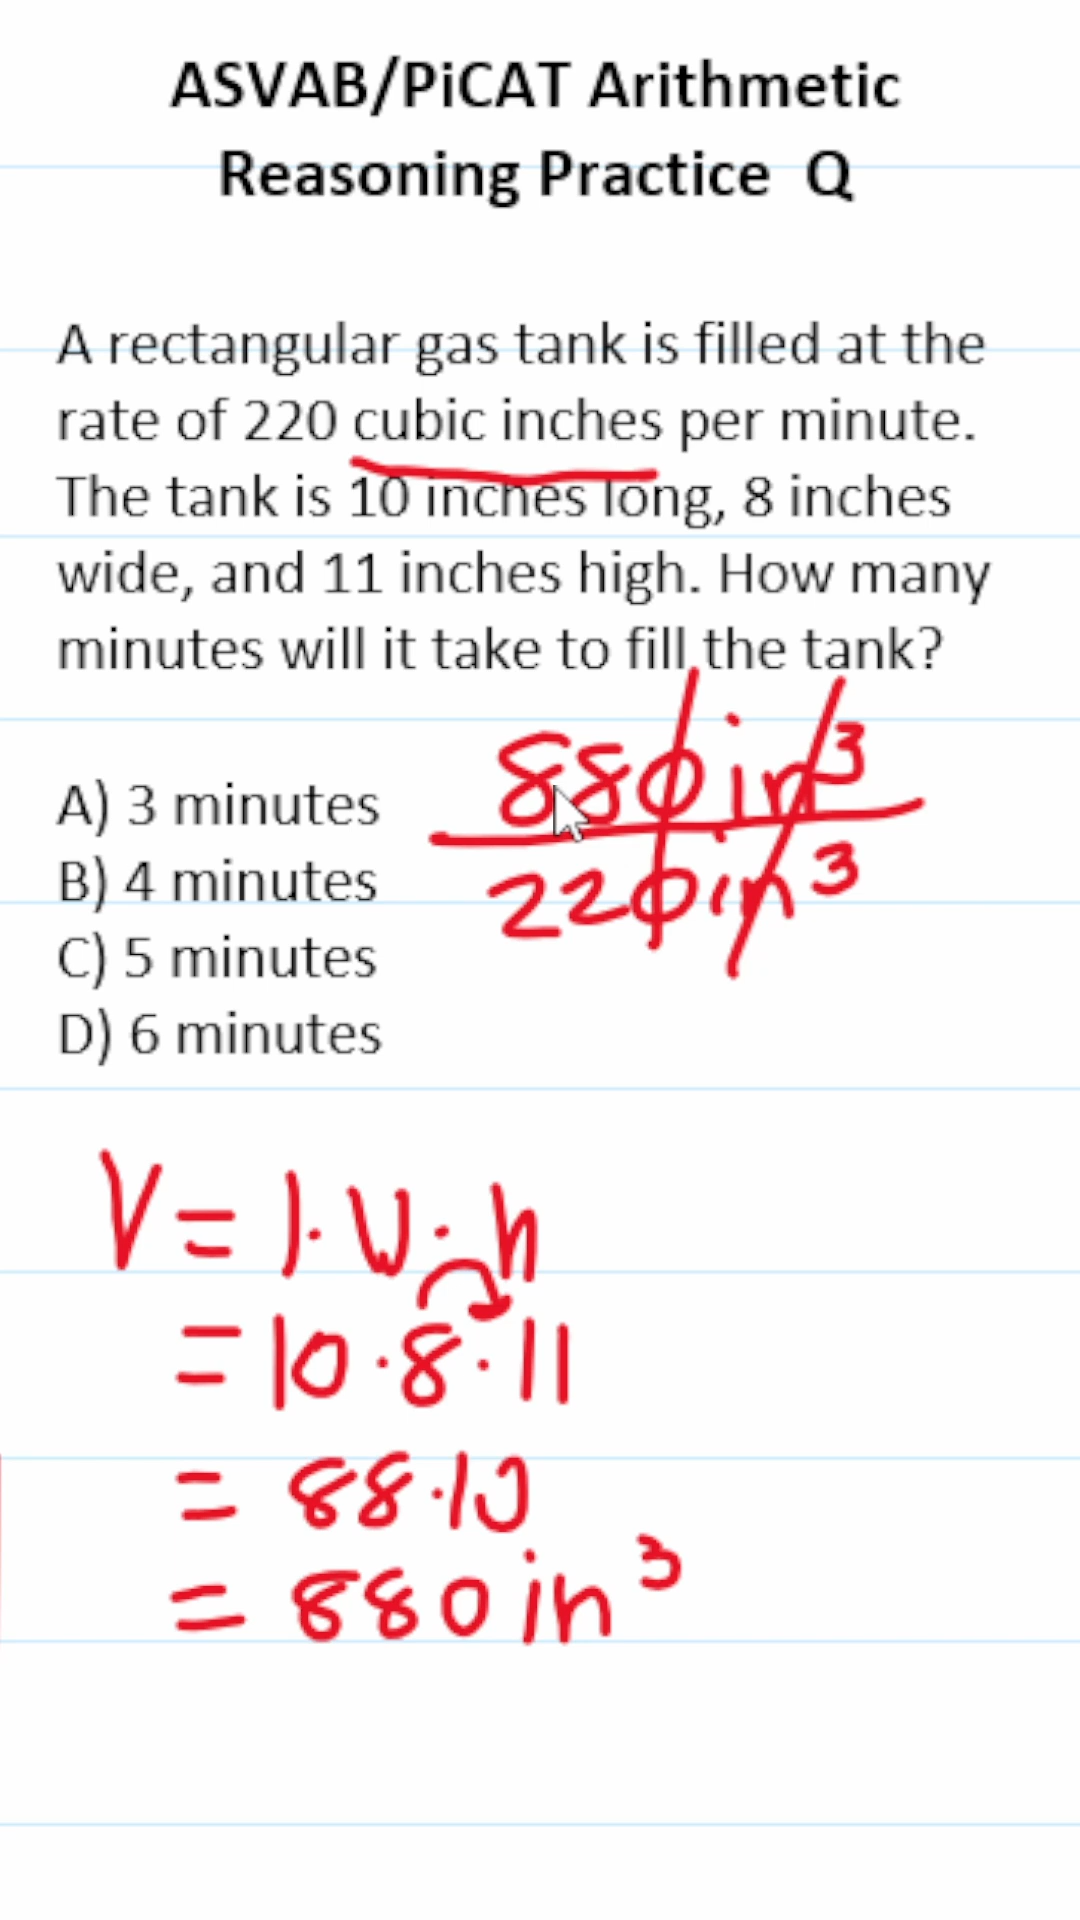 ASVAB/PiCAT Arithmetic
Reasoning Practice Q
A rectangular gas tank is filled at the
rate of 220 cubic inches per minute.
The tank is 10 inches long, 8 inches
wide, and 11 inches high. How many
minutes will it take to fill the tank?
A) 3 minutes
B) 4 minutes
C) 5 minutes
D) 6 minutes
880 in³
220 in³
V = l · w · h
= 10 · 8 · 11
= 88 · 10
= 880 in³